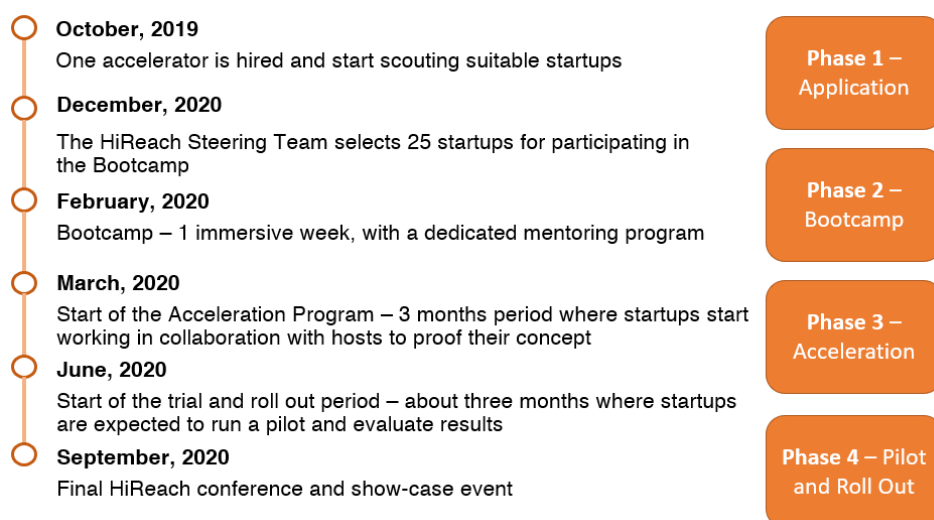 October, 2019
One accelerator is hired and start scouting suitable startups
December, 2020
The HiReach Steering Team selects 25 startups for participating in
the Bootcamp
February, 2020
Bootcamp – 1 immersive week, with a dedicated mentoring program
March, 2020
Start of the Acceleration Program – 3 months period where startups start
working in collaboration with hosts to proof their concept
June, 2020
Start of the trial and roll out period – about three months where startups
are expected to run a pilot and evaluate results
September, 2020
Final HiReach conference and show-case event
Phase 1 –
Application
Phase 2 –
Bootcamp
Phase 3 –
Acceleration
Phase 4 – Pilot
and Roll Out